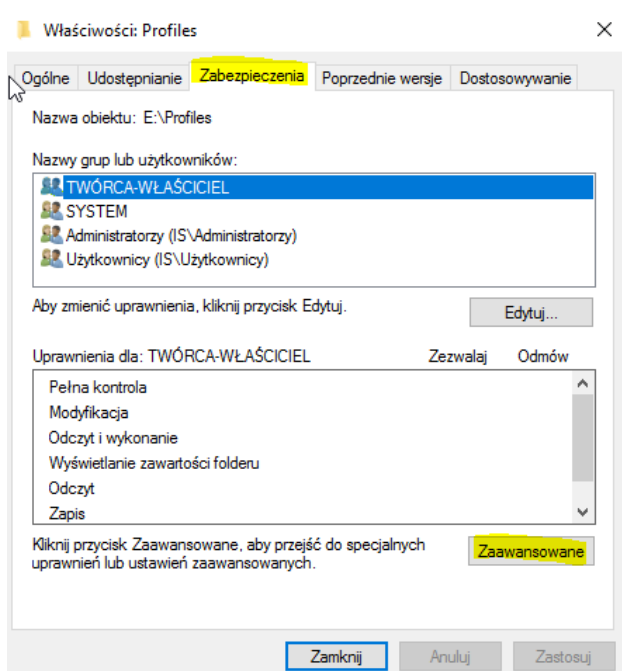 Właściwości: Profiles
Ogólne Udostępnianie Zabezpieczenia Poprzednie wersje Dostosowywanie
Nazwa obiektu: E:\Profiles
Nazwy grup lub użytkowników:
TWÓRCA-WŁAŚCICIEL
SYSTEM
Administratorzy (IS\Administratorzy)
Użytkownicy (IS\Użytkownicy)
Aby zmienić uprawnienia, kliknij przycisk Edytuj.
Edytuj...
Uprawnienia dla: TWÓRCA-WŁAŚCICIEL Zezwalaj Odmów
Pełna kontrola
Modyfikacja
Odczyt i wykonanie
Wyświetlanie zawartości folderu
Odczyt
Zapis
Kliknij przycisk Zaawansowane, aby przejść do specjalnych
uprawnień lub ustawień zaawansowanych.
Zaawansowane
Zamknij Anuluj Zastosuj